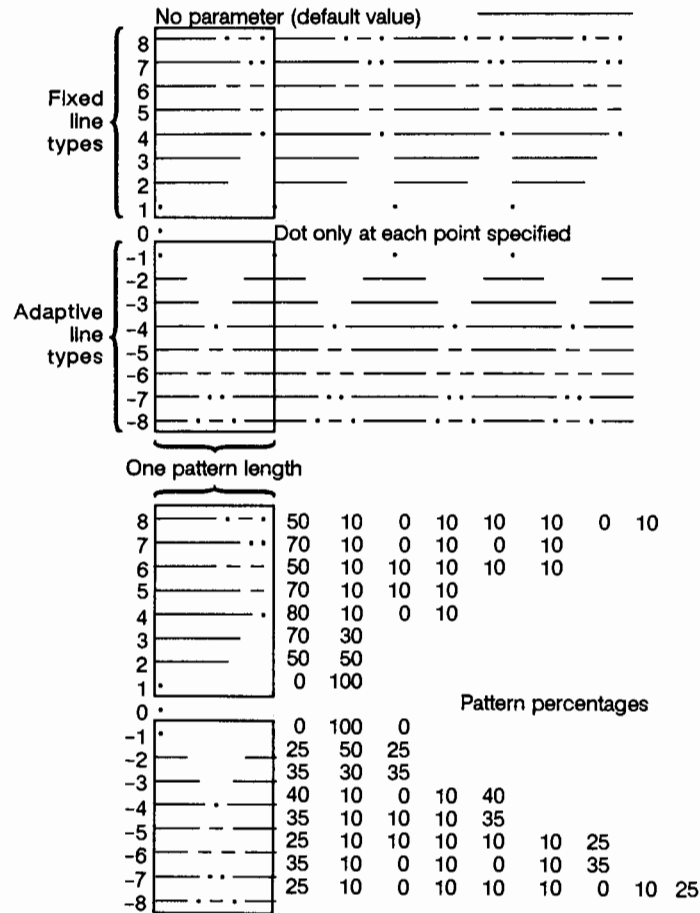 No parameter (default value)
8
7
6
5
4
3
2
1
Fixed
line
types
0
Dot only at each point specified
-1
-2
-3
-4
-5
-6
-7
-8
Adaptive
line
types
One pattern length
8 50 10 0 10 10 10 0 10
7 70 10 0 10 0 10
6 50 10 10 10 10 10
5 70 10 10 10
4 80 10 0 10
3 70 30
2 50 50
1 0 100
0
Pattern percentages
-1 0 100 0
-2 25 50 25
-3 35 30 35
-4 40 10 0 10 40
-5 35 10 10 10 35
-6 25 10 10 10 10 10 25
-7 35 10 0 10 0 10 35
-8 25 10 0 10 10 10 0 10 25